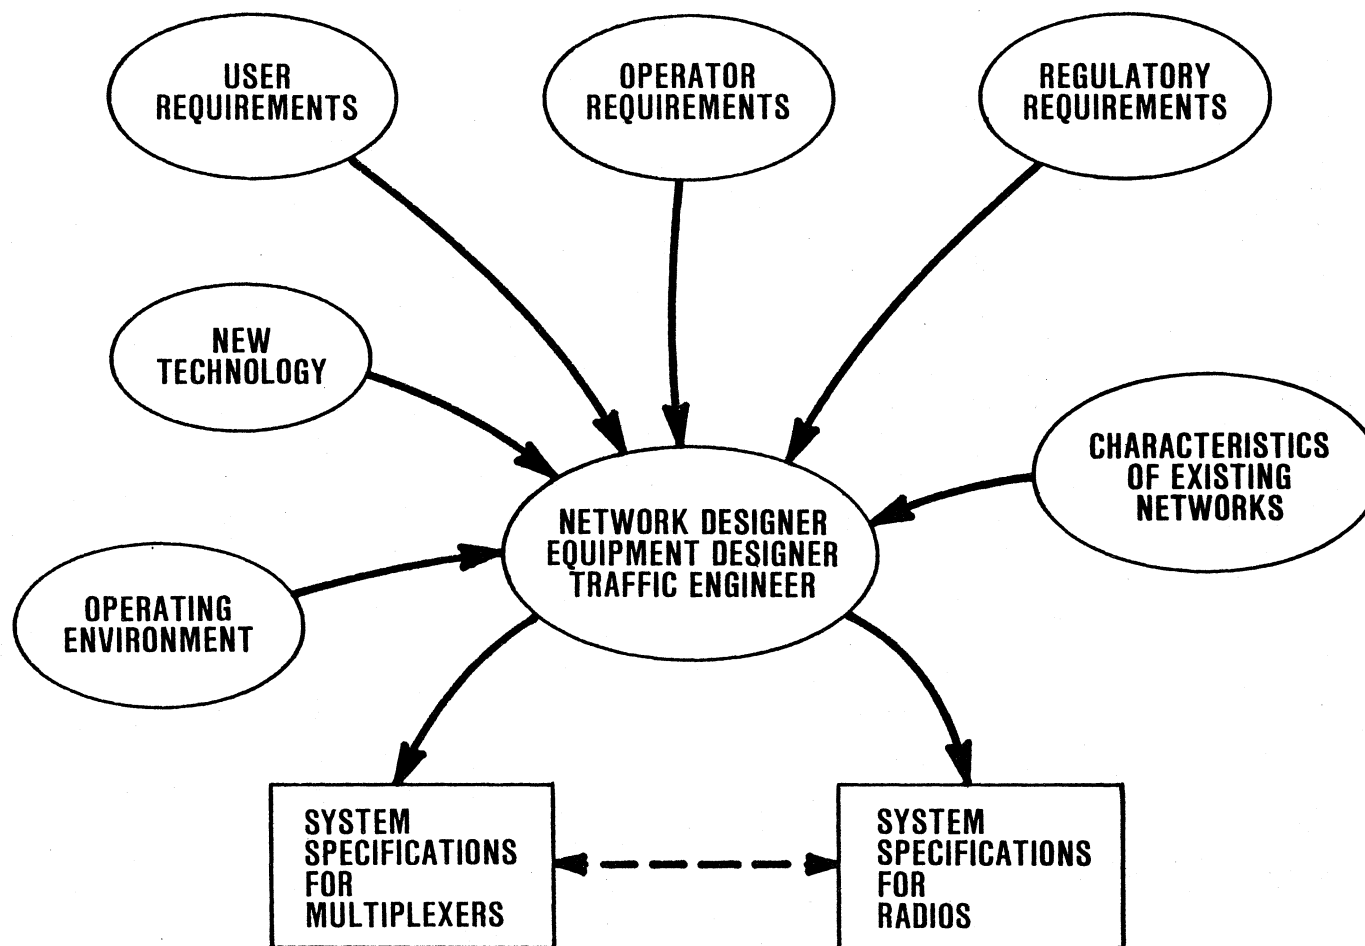 USER
REQUIREMENTS
OPERATOR
REQUIREMENTS
REGULATORY
REQUIREMENTS
NEW
TECHNOLOGY
CHARACTERISTICS
OF EXISTING
NETWORKS
NETWORK DESIGNER
EQUIPMENT DESIGNER
TRAFFIC ENGINEER
OPERATING
ENVIRONMENT
SYSTEM
SPECIFICATIONS
FOR
MULTIPLEXERS
SYSTEM
SPECIFICATIONS
FOR
RADIOS